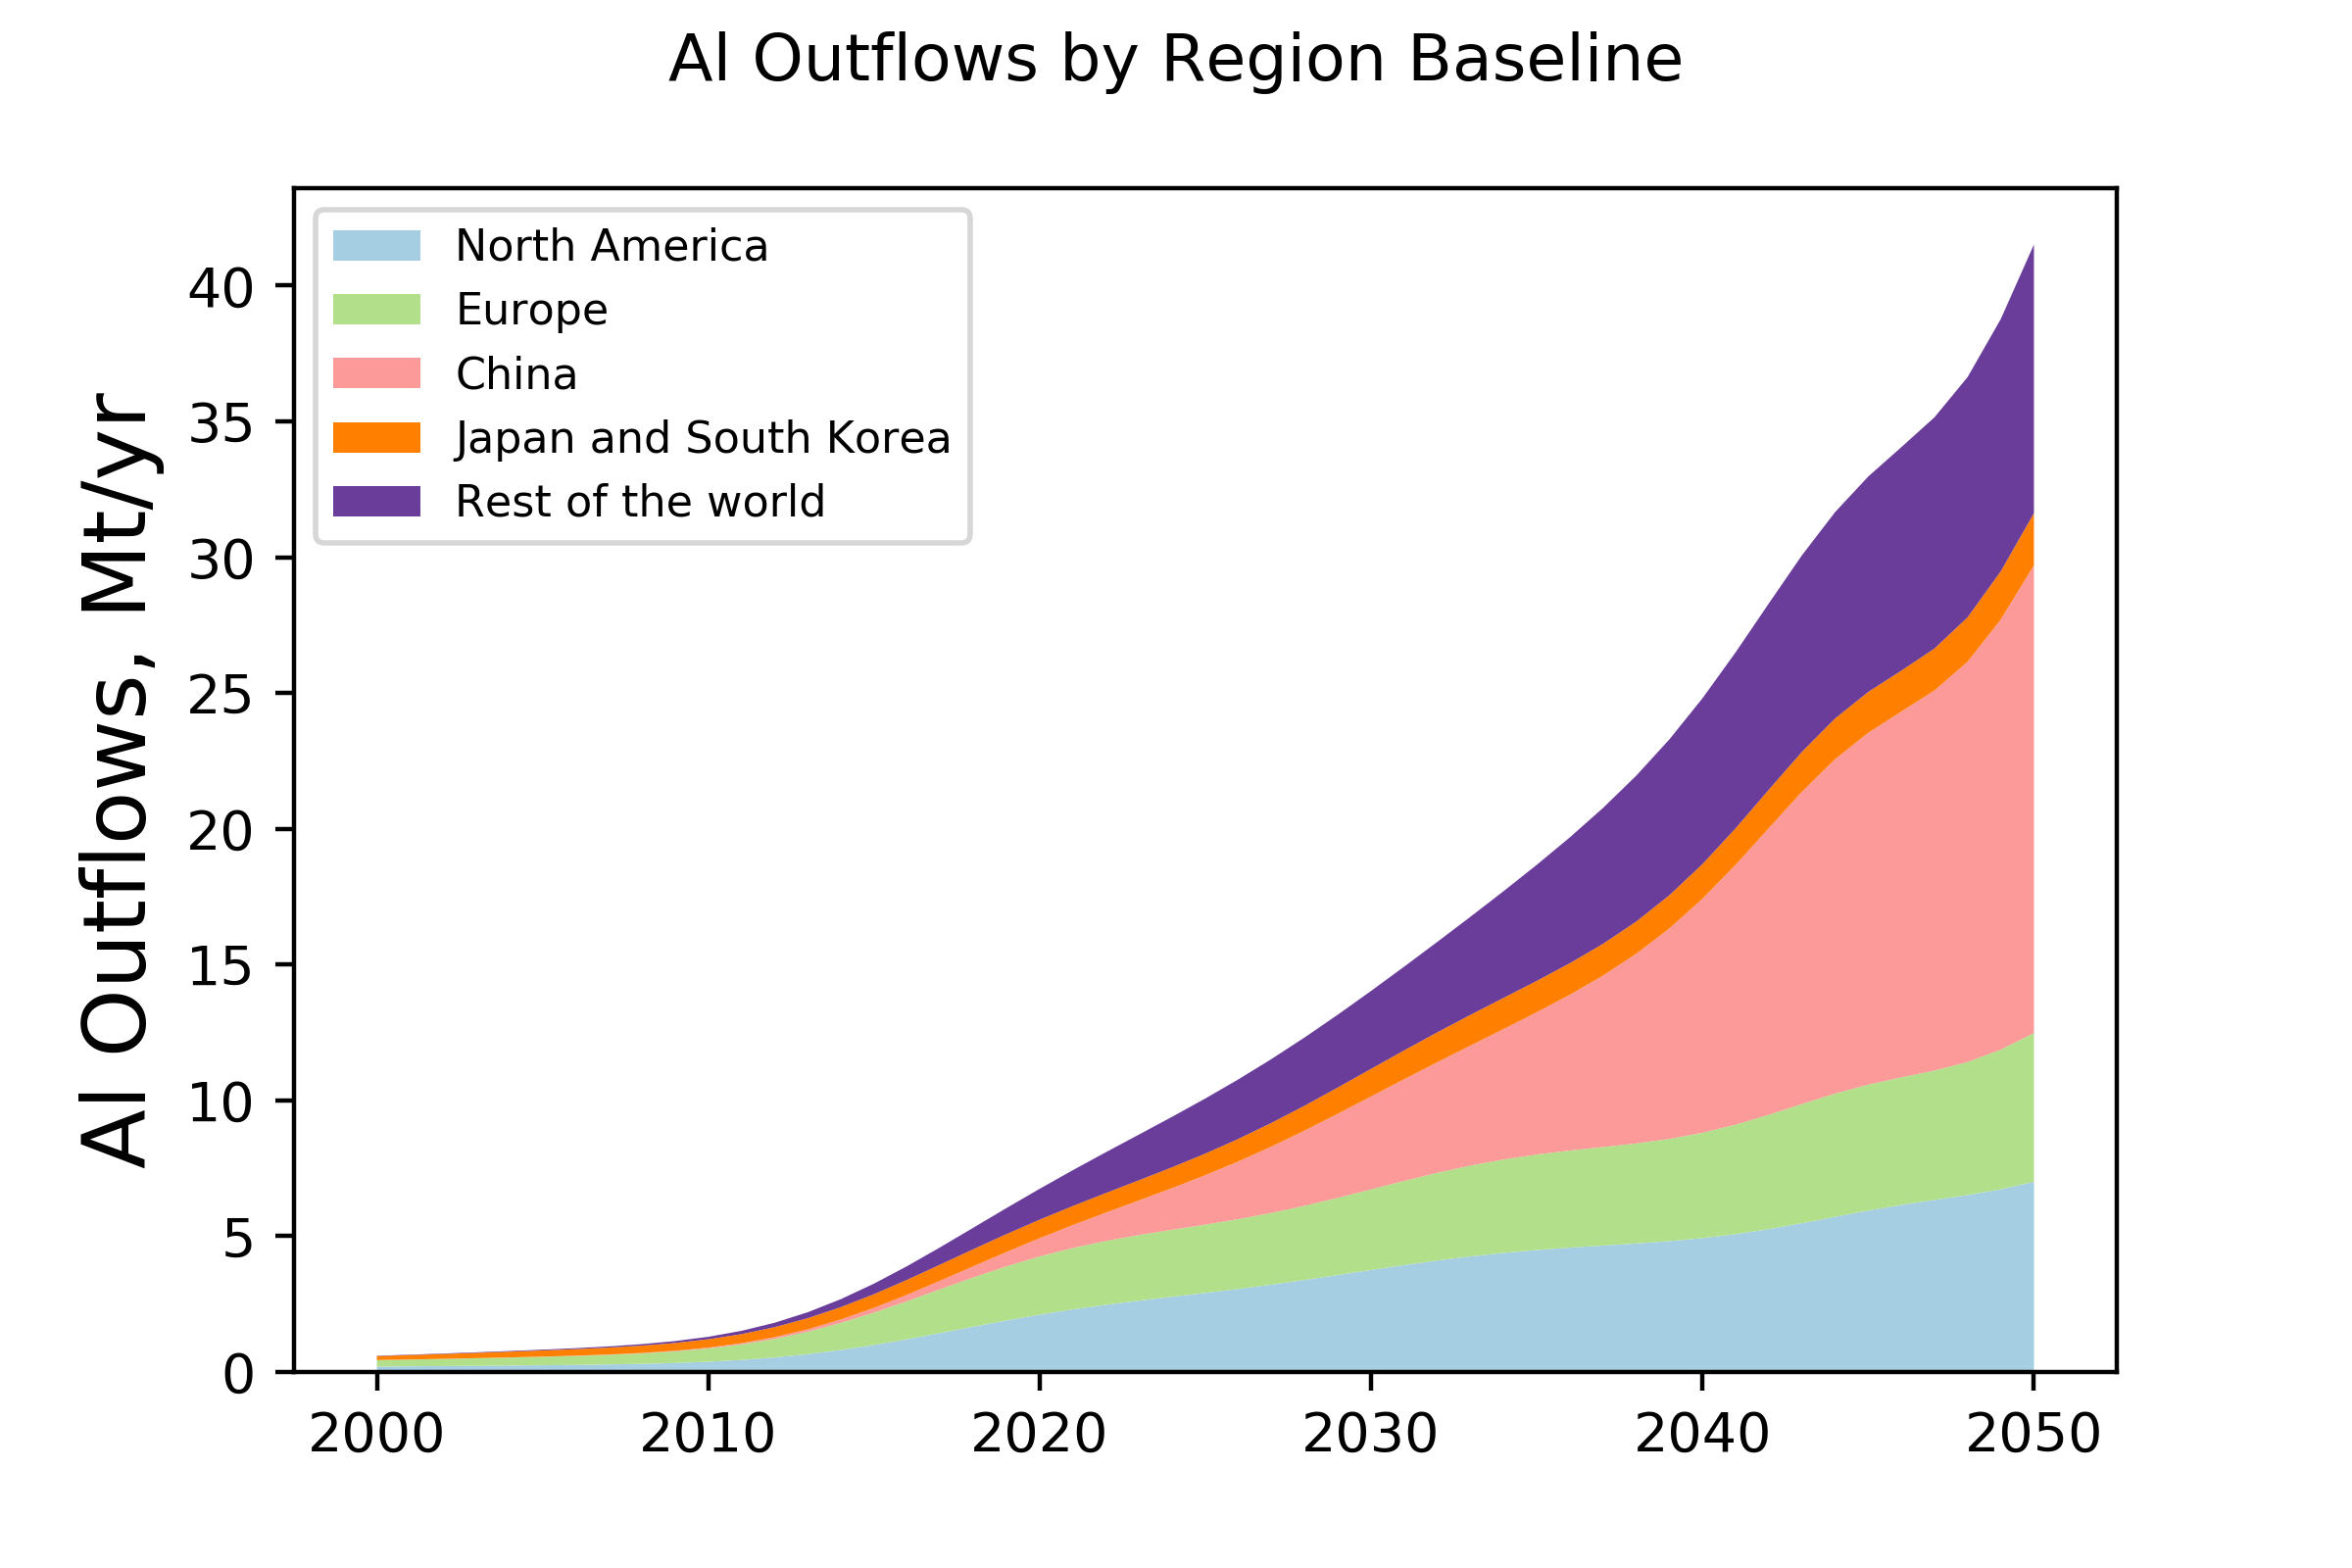 Al Outflows by Region Baseline
Al Outflows, Mt/yr
North America
Europe
China
Japan and South Korea
Rest of the world
40
35
30
25
20
15
10
5
0
2000 2010 2020 2030 2040 2050